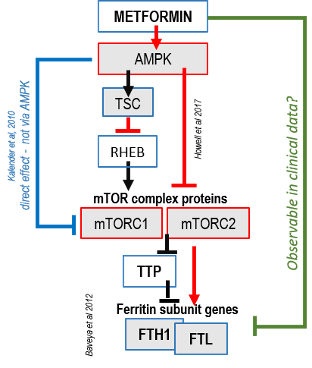 METFORMIN
AMPK
TSC
RHEB
mTOR complex proteins
mTORC1
mTORC2
TTP
Ferritin subunit genes
FTH1
FTL
Kalender et al, 2010
direct effect - not via AMPK
Howell et al 2017
Baveya et al 2012
Observable in clinical data?